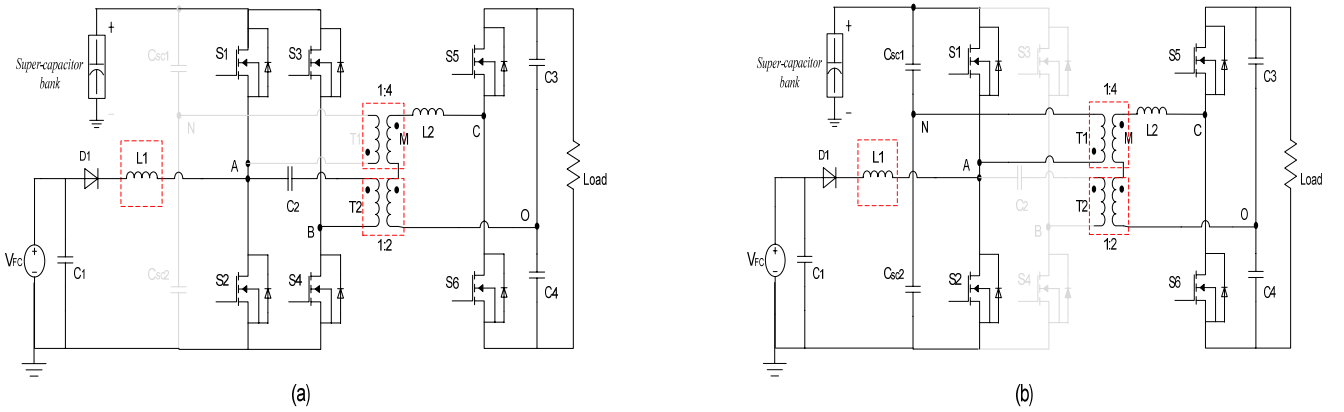 +
Super-capacitor
bank
−
Csc1
S1
S3
S5
C3
1:4
N
T1
M
L2
C
A
D1
L1
C2
T2
B
O
1:2
Load
VFC
+
−
C1
Csc2
S2
S4
S6
C4
(a)
+
Super-capacitor
bank
−
Csc1
S1
S3
S5
C3
1:4
N
T1
M
L2
C
A
D1
L1
C2
T2
B
O
1:2
Load
VFC
+
−
C1
Csc2
S2
S4
S6
C4
(b)